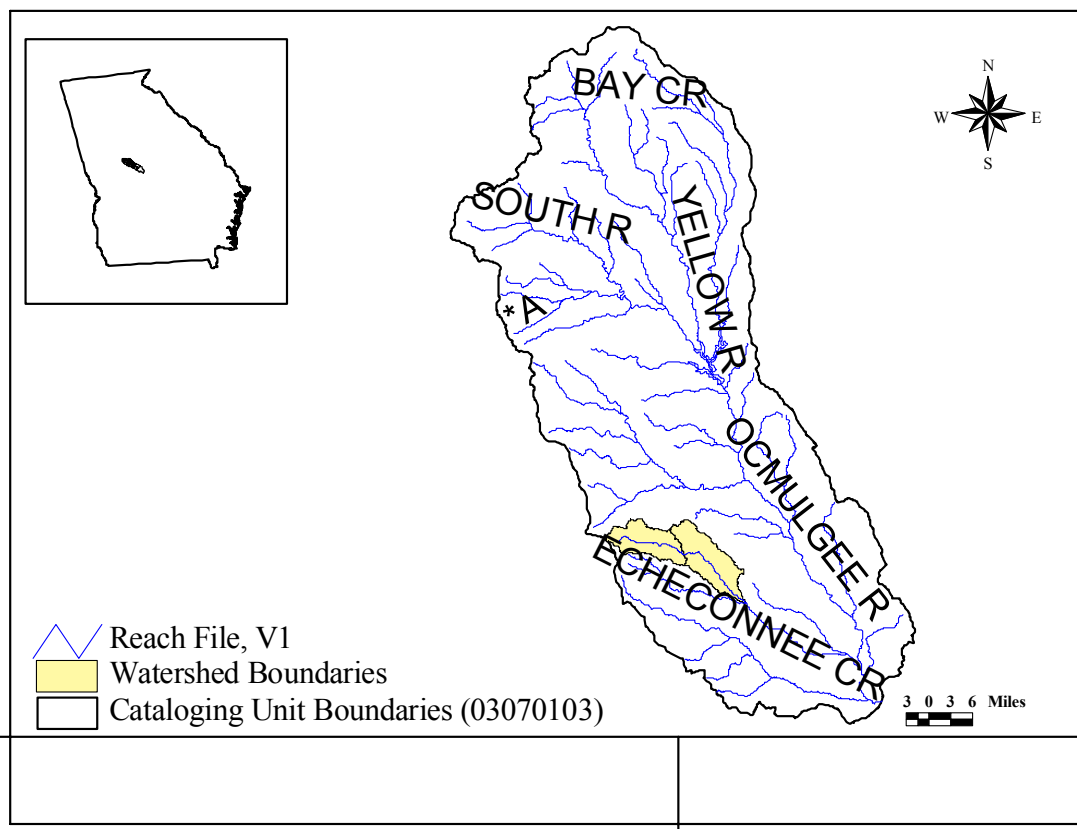 BAY CR
N
W
E
S
SOUTH R
YELLOW R
*A
OCMULGEE R
ECHECONNEE CR
Reach File, V1
Watershed Boundaries
Cataloging Unit Boundaries (03070103)
3 0 3 6 Miles